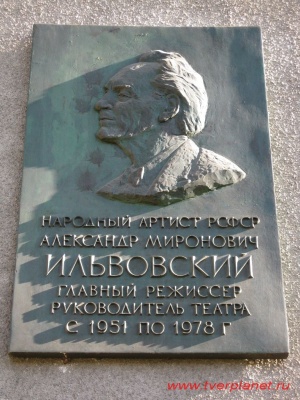 НАРОДНЫЙ АРТИСТ РСФСР
АЛЕКСАНДР МИРОНОВИЧ
ИЛЬВОВСКИЙ
ГЛАВНЫЙ РЕЖИССЕР
РУКОВОДИТЕЛЬ ТЕАТРА
С 1951 ПО 1978 Г
www.tverplanet.ru